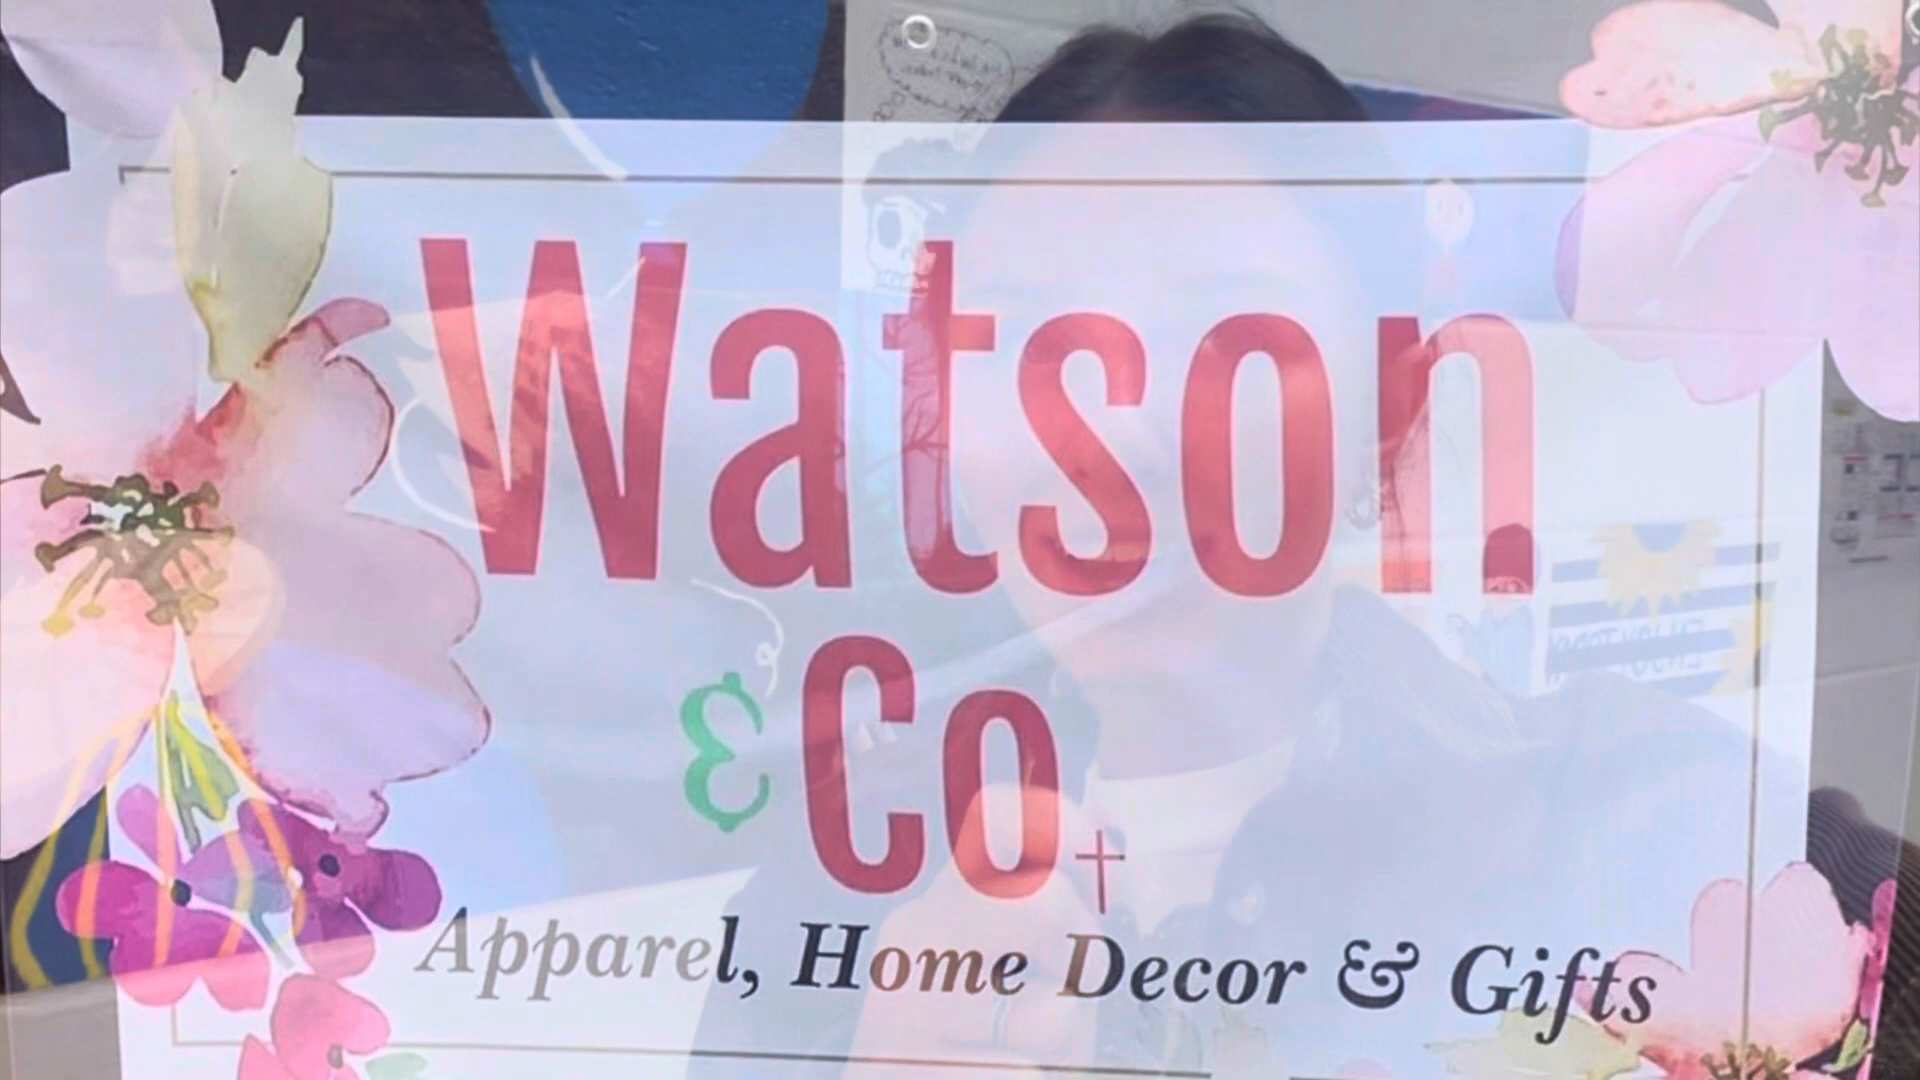 Watson
& Co.
Apparel, Home Decor & Gifts